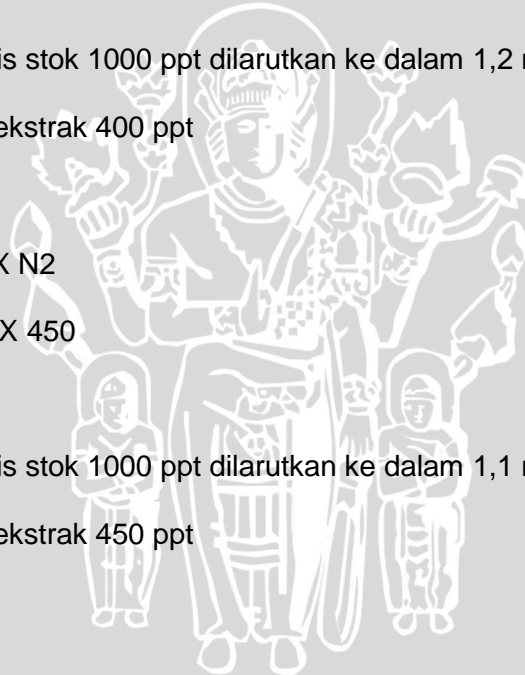 is stok 1000 ppt dilarutkan ke dalam 1,2
ekstrak 400 ppt
X N2
X 450
is stok 1000 ppt dilarutkan ke dalam 1,1
ekstrak 450 ppt